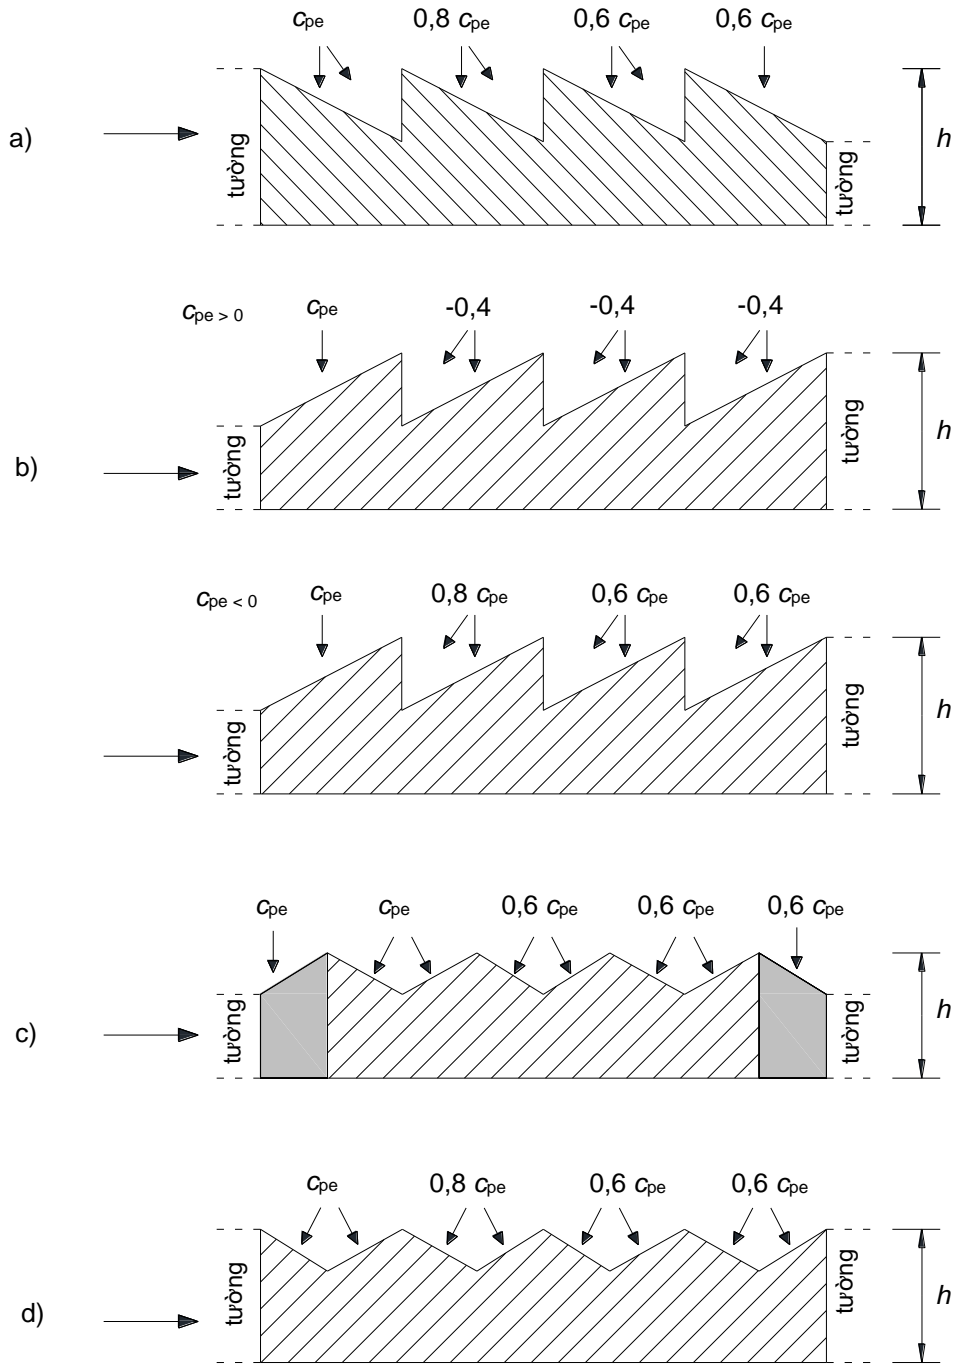 cpe 0,8 cpe 0,6 cpe 0,6 cpe
a) tường tường h
cpe > 0 cpe -0,4 -0,4 -0,4
b) tường tường h
cpe < 0 cpe 0,8 cpe 0,6 cpe 0,6 cpe
tường tường h
cpe cpe 0,6 cpe 0,6 cpe 0,6 cpe
c) tường tường h
cpe 0,8 cpe 0,6 cpe 0,6 cpe
d) tường tường h